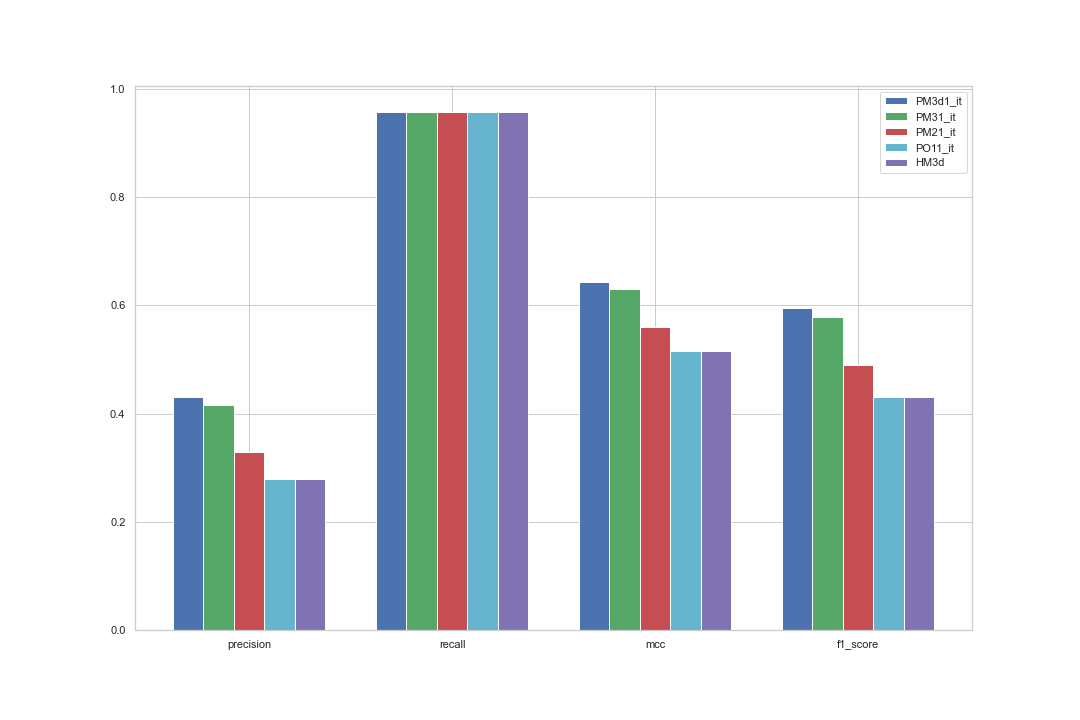 1.0
0.8
0.6
0.4
0.2
0.0
PM3d1_it
PM31_it
PM21_it
PO11_it
HM3d
precision
recall
mcc
f1_score